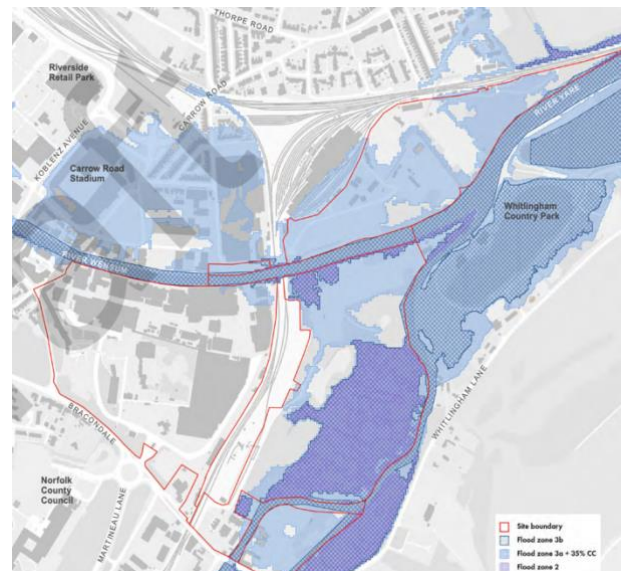 THORPE ROAD
Riverside
Retail Park
CARROW ROAD
RIVER YARE
KOBLENZ AVENUE
Carrow Road
Stadium
Whitlingham
Country Park
RIVER WENSUM
WHITLINGHAM LANE
BRACONDALE
Norfolk
County
Council
MARTINEAU LANE
Site boundary
Flood zone 3b
Flood zone 3a + 35% CC
Flood zone 2